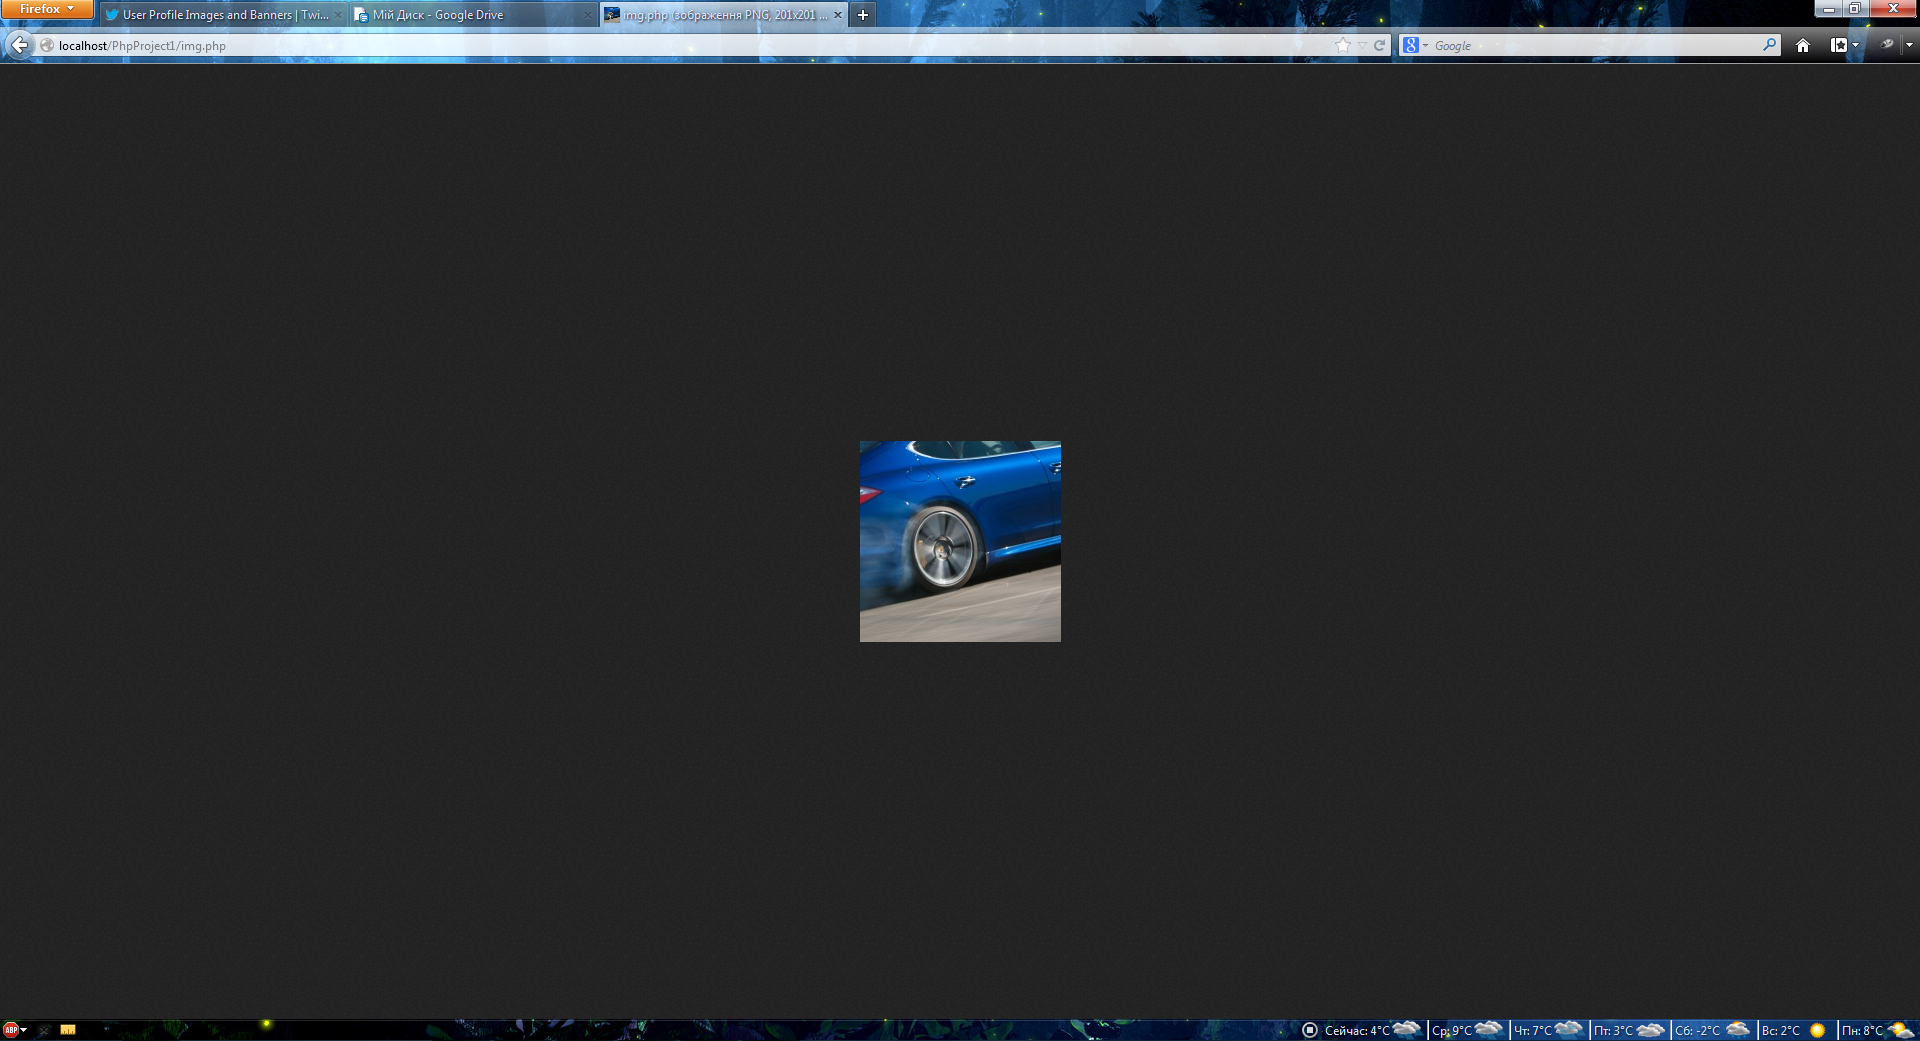 Firefox
User Profile Images and Banners | Twi...
Мій Диск - Google Drive
img.php (зображення PNG, 201x201 ...
localhost/PhpProject1/img.php
Google
ABP
Сейчас: 4°C
Ср: 9°C
Чт: 7°C
Пт: 3°C
Сб: -2°C
Вс: 2°C
Пн: 8°C